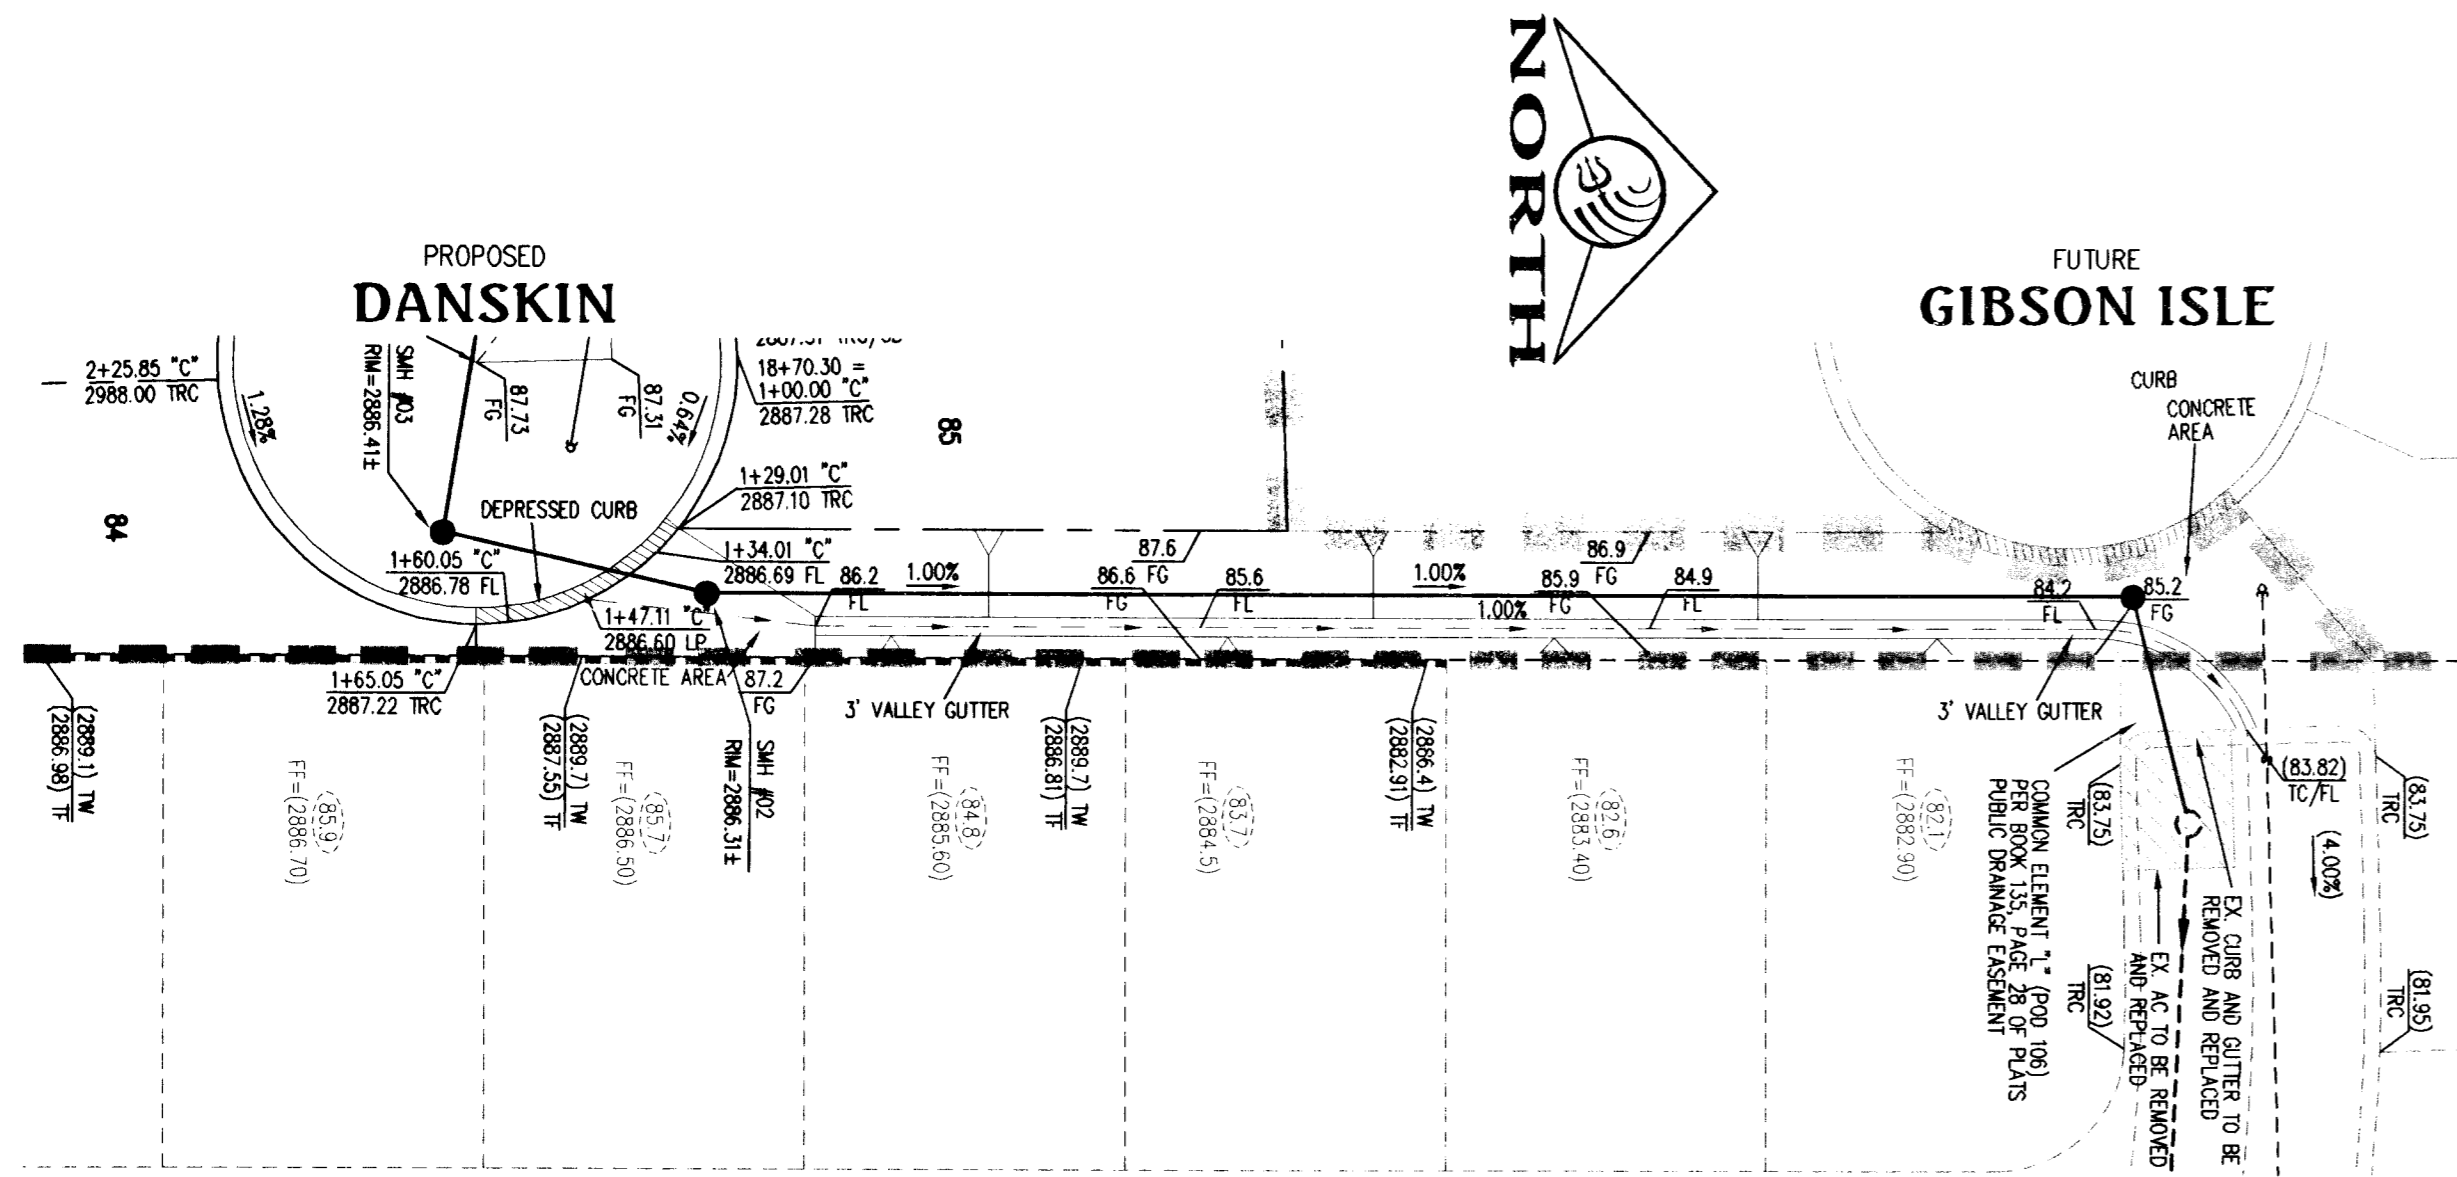 NORTH
PROPOSED
DANSKIN
FUTURE
GIBSON ISLE
2+25.85 "C"
2988.00 TRC
1.28%
SMH #03
RIM=2886.41±
87.73
FG
87.31
FG
0.64%
18+70.30 =
1+00.00 "C"
2887.28 TRC
85
84
CURB
CONCRETE
AREA
1+29.01 "C"
2887.10 TRC
DEPRESSED CURB
1+60.05 "C"
2886.78 FL
1+34.01 "C"
2886.69 FL
86.2
FL
1.00%
86.6
FG
87.6
FG
85.6
FL
1.00%
1.00%
85.9
FG
86.9
FG
84.9
FL
84.2
FL
85.2
FG
1+47.11 "C"
2886.60 LP
1+65.05 "C"
2887.22 TRC
CONCRETE AREA
87.2
FG
3' VALLEY GUTTER
3' VALLEY GUTTER
(2889.1) TW
(2886.98) TF
(2889.7) TW
(2887.55) TF
SMH #02
RIM=2886.31±
(2889.7) TW
(2886.81) TF
(2886.4) TW
(2882.91) TF
(85.9)
FF=(2886.70)
(85.7)
FF=(2886.50)
(84.8)
FF=(2885.60)
(83.7)
FF=(2884.5)
(82.6)
FF=(2883.40)
(82.1)
FF=(2882.90)
COMMON ELEMENT "L" (POD 106)
PER BOOK 135, PAGE 28 OF PLATS
PUBLIC DRAINAGE EASEMENT
(83.75)
TRC
(81.92)
TRC
EX. AC TO BE REMOVED
AND REPLACED
EX. CURB AND GUTTER TO BE
REMOVED AND REPLACED
(83.82)
TC/FL
(4.00%)
(83.75)
TRC
(81.95)
TRC